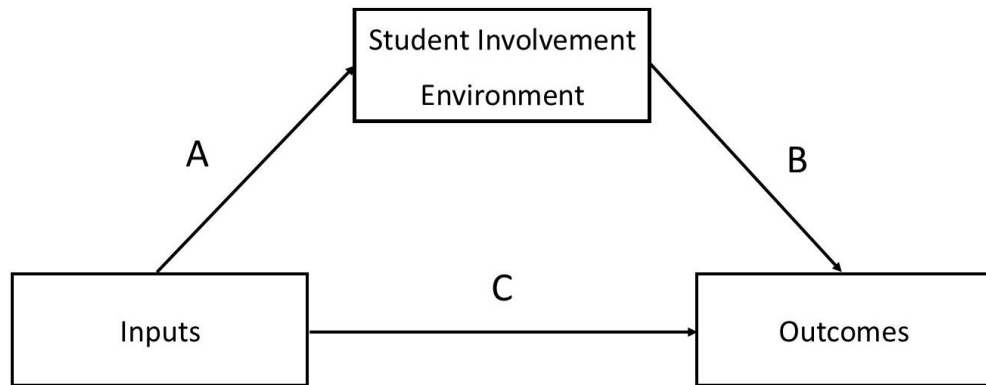 Student Involvement
Environment
A
B
C
Inputs
Outcomes